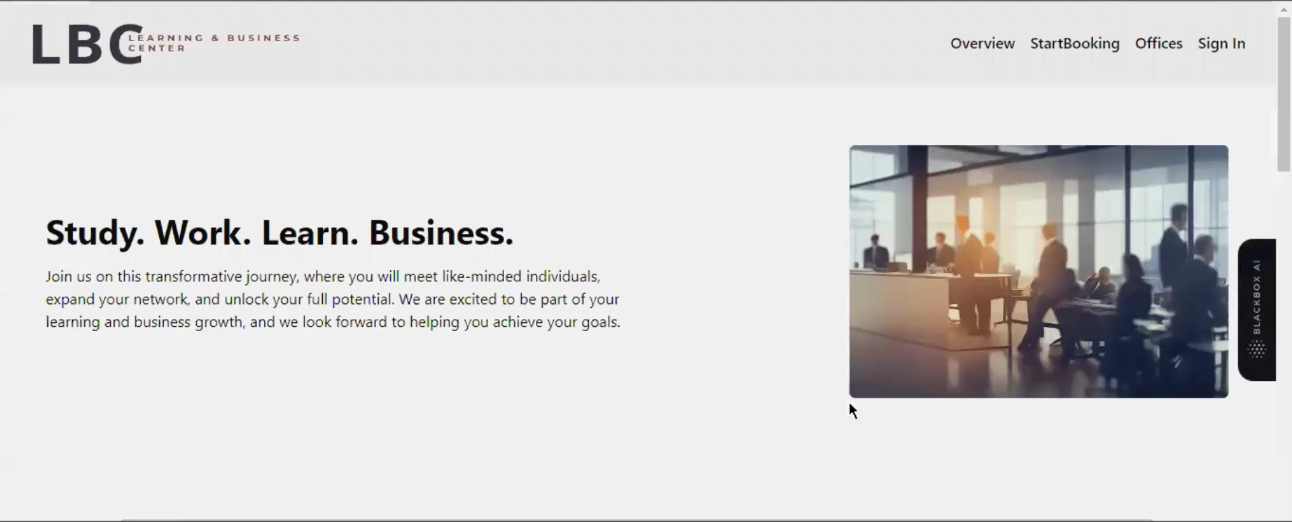 LBC
LEARNING & BUSINESS
CENTER
Overview StartBooking Offices Sign In
Study. Work. Learn. Business.
Join us on this transformative journey, where you will meet like-minded individuals,
expand your network, and unlock your full potential. We are excited to be part of your
learning and business growth, and we look forward to helping you achieve your goals.
BLACKBOX AI